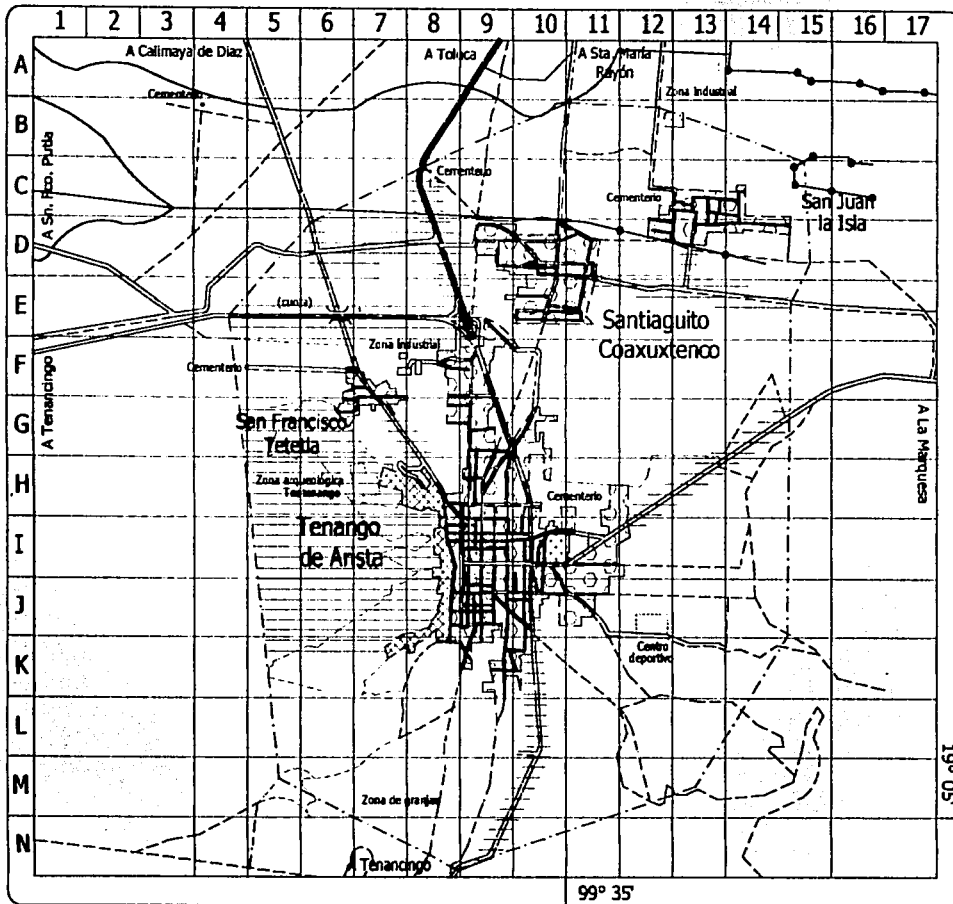 1 2 3 4 5 6 7 8 9 10 11 12 13 14 15 16 17
A
B
C
D
E
F
G
H
I
J
K
L
M
N
A Calimaya de Diaz
A Toluca
A Sta. María
Rayón
Cementerio
Zona Industrial
A Sn. Fco. Putla
Cementerio
Cementerio
San Juan
la Isla
(cuota)
Santiaguito
Coaxuxtenco
Zona Industrial
Cementerio
A Tenancingo
San Francisco
Tetetla
A La Marquesa
Zona arqueológica
Teotenango
Cementerio
Tenango
de Arista
Centro
deportivo
19° 05'
Zona de granjas
A Tenancingo
99° 35'